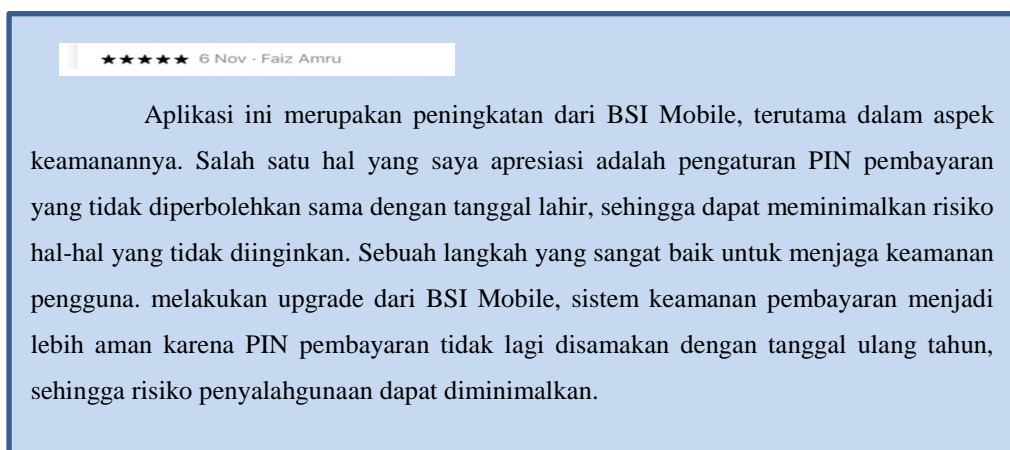 ★★★★★ 6 Nov · Faiz Amru
Aplikasi ini merupakan peningkatan dari BSI Mobile, terutama dalam aspek
keamanannya. Salah satu hal yang saya apresiasi adalah pengaturan PIN pembayaran
yang tidak diperbolehkan sama dengan tanggal lahir, sehingga dapat meminimalkan risiko
hal-hal yang tidak diinginkan. Sebuah langkah yang sangat baik untuk menjaga keamanan
pengguna. melakukan upgrade dari BSI Mobile, sistem keamanan pembayaran menjadi
lebih aman karena PIN pembayaran tidak lagi disamakan dengan tanggal ulang tahun,
sehingga risiko penyalahgunaan dapat diminimalkan.